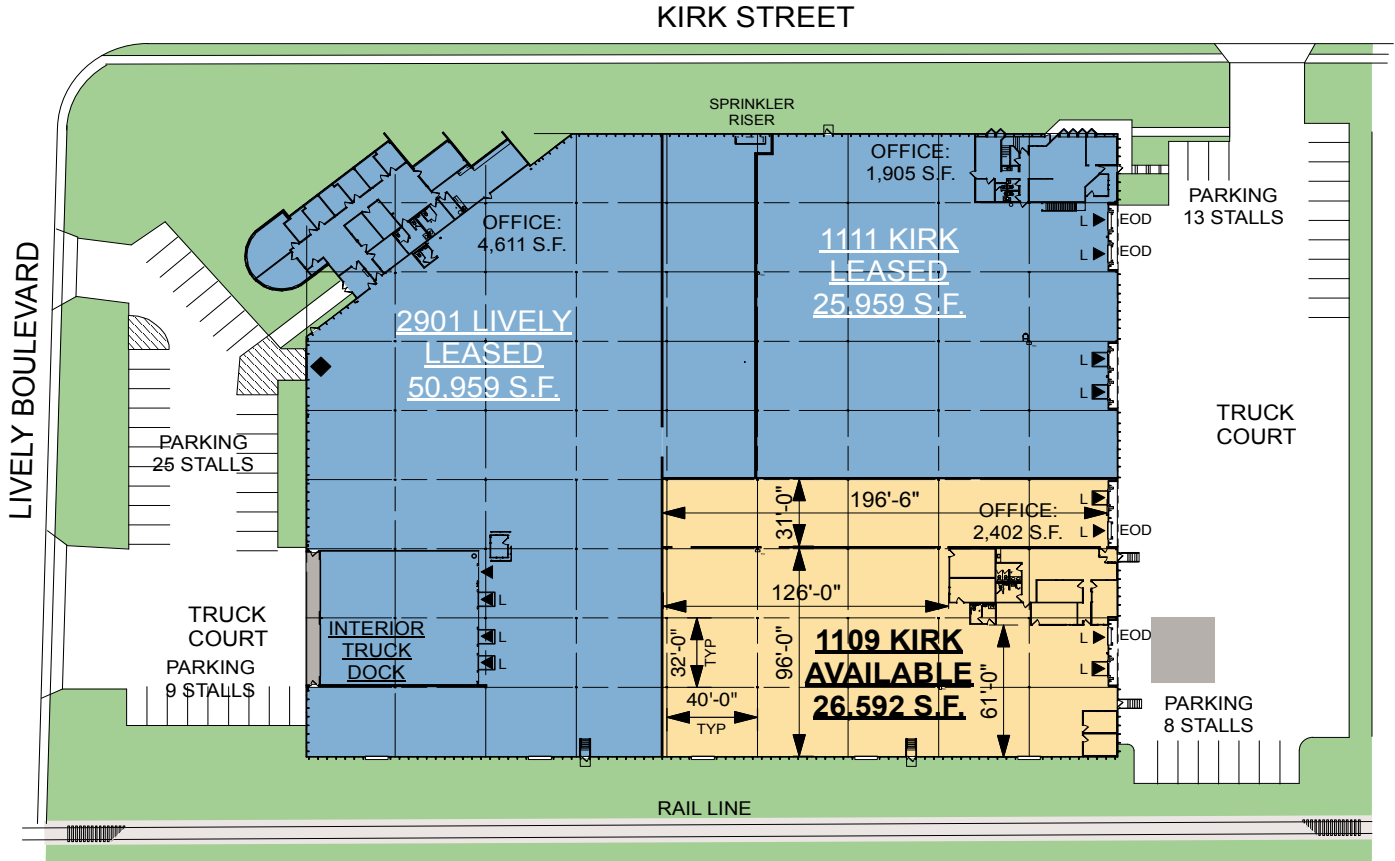 KIRK STREET
LIVELY BOULEVARD
SPRINKLER
RISER
OFFICE:
1,905 S.F.
OFFICE:
4,611 S.F.
PARKING
13 STALLS
L
EOD
L
EOD
1111 KIRK
LEASED
25,959 S.F.
2901 LIVELY
LEASED
50,959 S.F.
L
L
PARKING
25 STALLS
TRUCK
COURT
31'-0"
196'-6"
OFFICE:
2,402 S.F.
L
L
EOD
126'-0"
TRUCK
COURT
PARKING
9 STALLS
INTERIOR
TRUCK
DOCK
L
L
L
32'-0"
TYP
40'-0"
TYP
96'-0"
1109 KIRK
AVAILABLE
26,592 S.F.
61'-0"
L
EOD
L
PARKING
8 STALLS
RAIL LINE